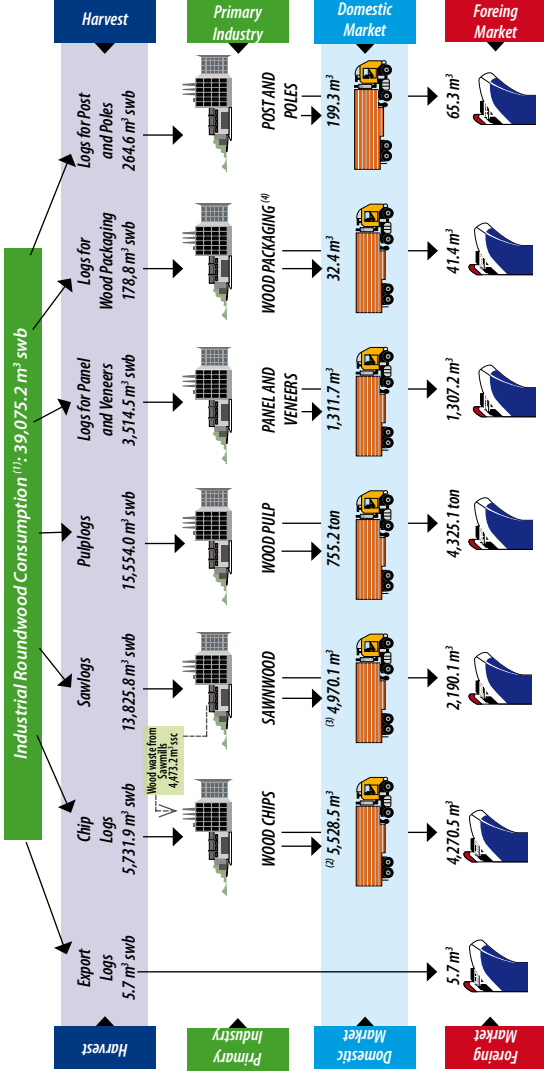 Industrial Roundwood Consumption (1): 39,075.2 m³ swb
Harvest
Export
Logs
5.7 m³ swb
Chip
Logs
5,731.9 m³ swb
Sawlogs
13,825.8 m³ swb
Pulplogs
15,554.0 m³ swb
Logs for Panel
and Veneers
3,514.5 m³ swb
Logs for
Wood Packaging
178,8 m³ swb
Logs for Post
and Poles
264.6 m³ swb
Harvest
Primary
Industry
Wood waste from
Sawmills
4,473.2 m³ ssc
Primary
Industry
WOOD CHIPS
SAWNWOOD
WOOD PULP
PANEL AND
VENEERS
WOOD PACKAGING (4)
POST AND
POLES
Domestic
Market
(2) 5,528.5 m³
(3) 4,970.1 m³
755.2 ton
1,311.7 m³
32.4 m³
199.3 m³
Domestic
Market
Foreing
Market
5.7 m³
4,270.5 m³
2,190.1 m³
4,325.1 ton
1,307.2 m³
41.4 m³
65.3 m³
Foreing
Market